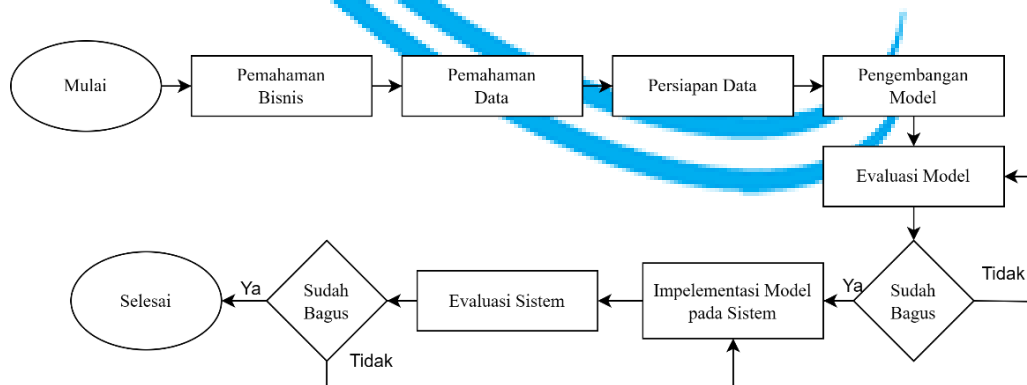 Mulai
Pemahaman
Bisnis
Pemahaman
Data
Persiapan Data
Pengembangan
Model
Evaluasi Model
Sudah
Bagus
Tidak
Ya
Impelementasi Model
pada Sistem
Evaluasi Sistem
Sudah
Bagus
Tidak
Ya
Selesai